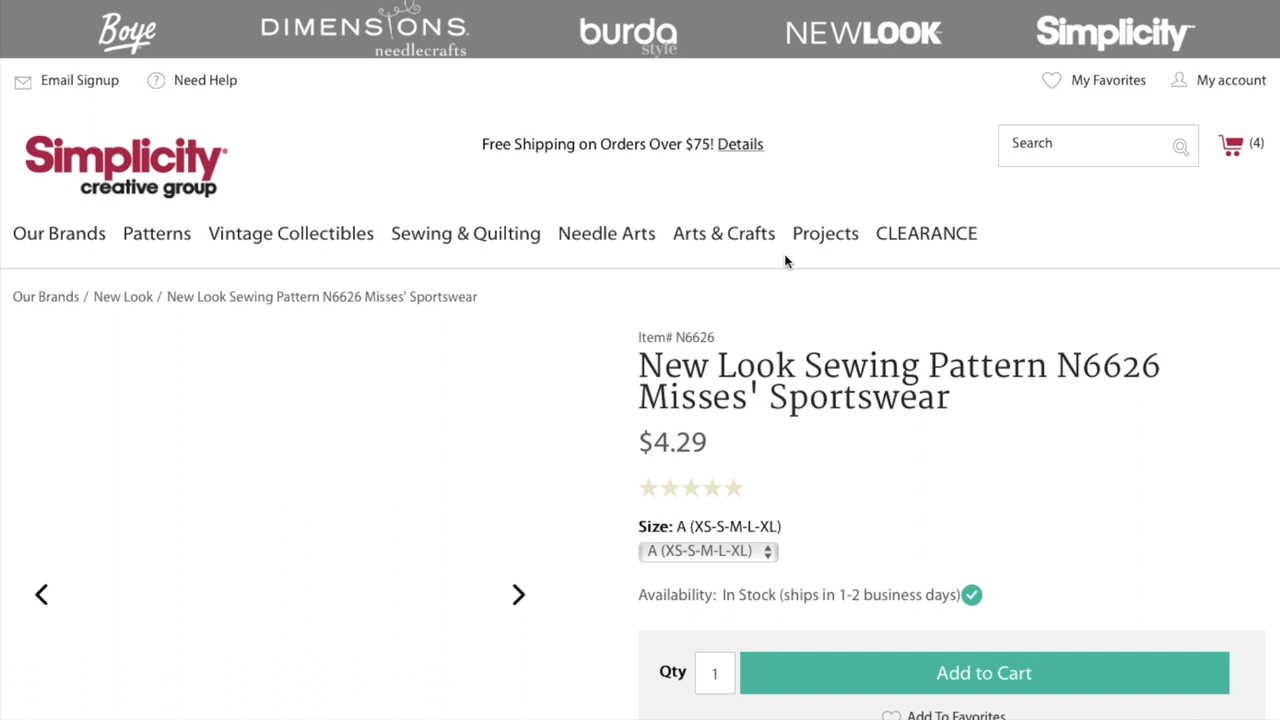 Boye DIMENSIONS. needlecrafts burda style NEWLOOK Simplicity
Email Signup Need Help My Favorites My account
Simplicity creative group
Free Shipping on Orders Over $75! Details
Search
(4)
Our Brands Patterns Vintage Collectibles Sewing & Quilting Needle Arts Arts & Crafts Projects CLEARANCE
Our Brands / New Look / New Look Sewing Pattern N6626 Misses' Sportswear
Item# N6626
New Look Sewing Pattern N6626
Misses' Sportswear
$4.29
Size: A (XS-S-M-L-XL)
A (XS-S-M-L-XL)
Availability: In Stock (ships in 1-2 business days)
Qty 1 Add to Cart
Add To Favorites